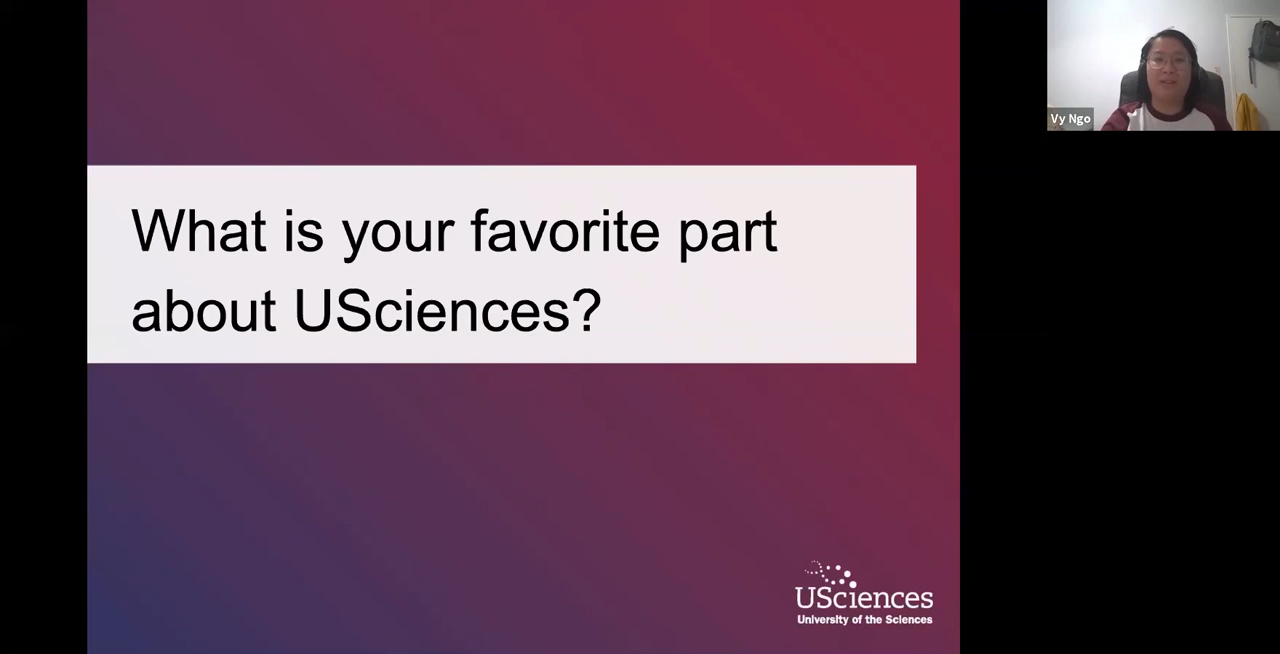 What is your favorite part
about USciences?
Vy Ngo
USciences
University of the Sciences